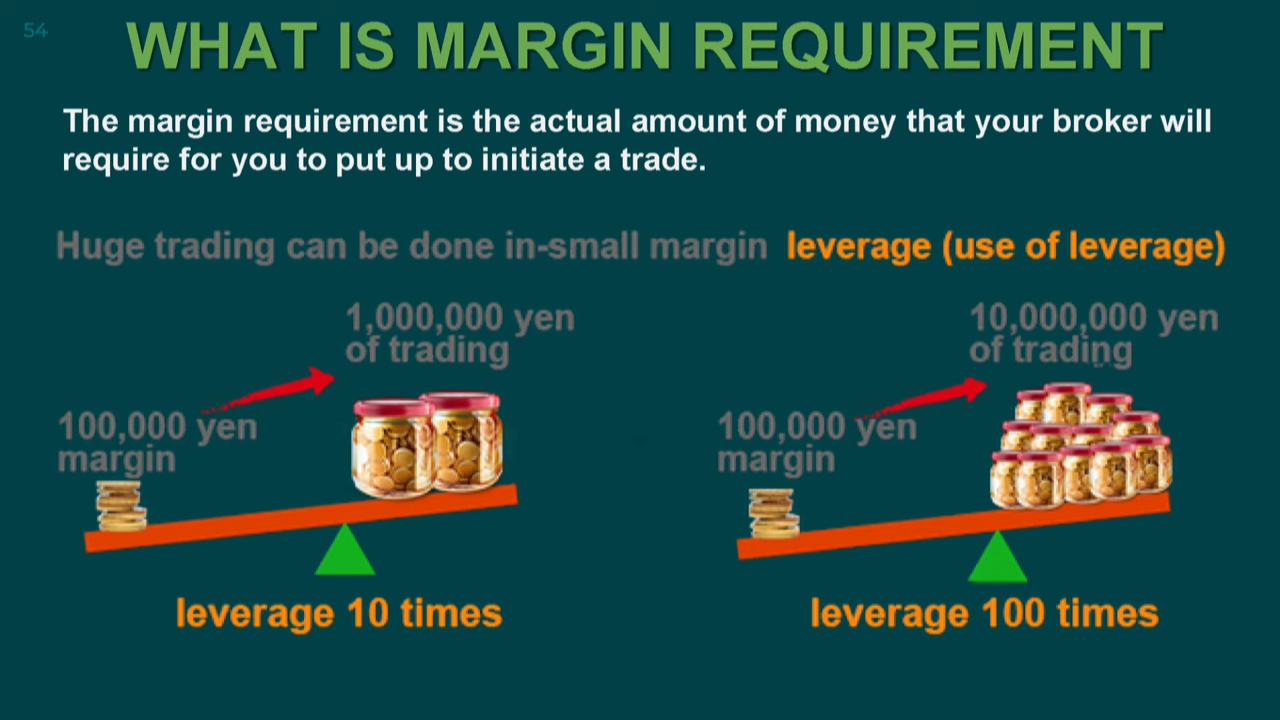 54
WHAT IS MARGIN REQUIREMENT
The margin requirement is the actual amount of money that your broker will
require for you to put up to initiate a trade.
Huge trading can be done in-small margin leverage (use of leverage)
1,000,000 yen
of trading
100,000 yen
margin
leverage 10 times
10,000,000 yen
of trading
100,000 yen
margin
leverage 100 times